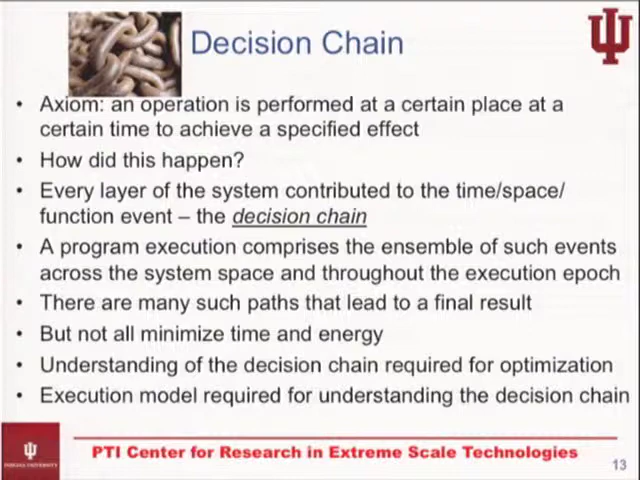 Decision Chain
• Axiom: an operation is performed at a certain place at a
certain time to achieve a specified effect
• How did this happen?
• Every layer of the system contributed to the time/space/
function event – the decision chain
• A program execution comprises the ensemble of such events
across the system space and throughout the execution epoch
• There are many such paths that lead to a final result
• But not all minimize time and energy
• Understanding of the decision chain required for optimization
• Execution model required for understanding the decision chain
INDIANA UNIVERSITY
PTI Center for Research in Extreme Scale Technologies
13